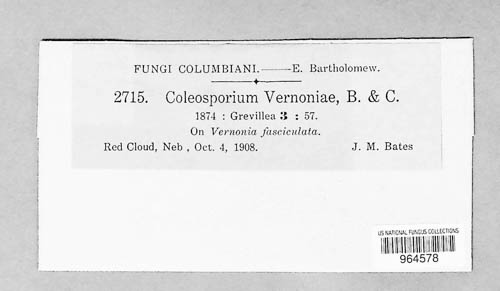 FUNGI COLUMBIANI.——E. Bartholomew.
2715. Coleosporium Vernoniae, B. & C.
1874 : Grevillea 3 : 57.
On Vernonia fasciculata.
Red Cloud, Neb , Oct. 4, 1908. J. M. Bates
US NATIONAL FUNGUS COLLECTIONS
964578